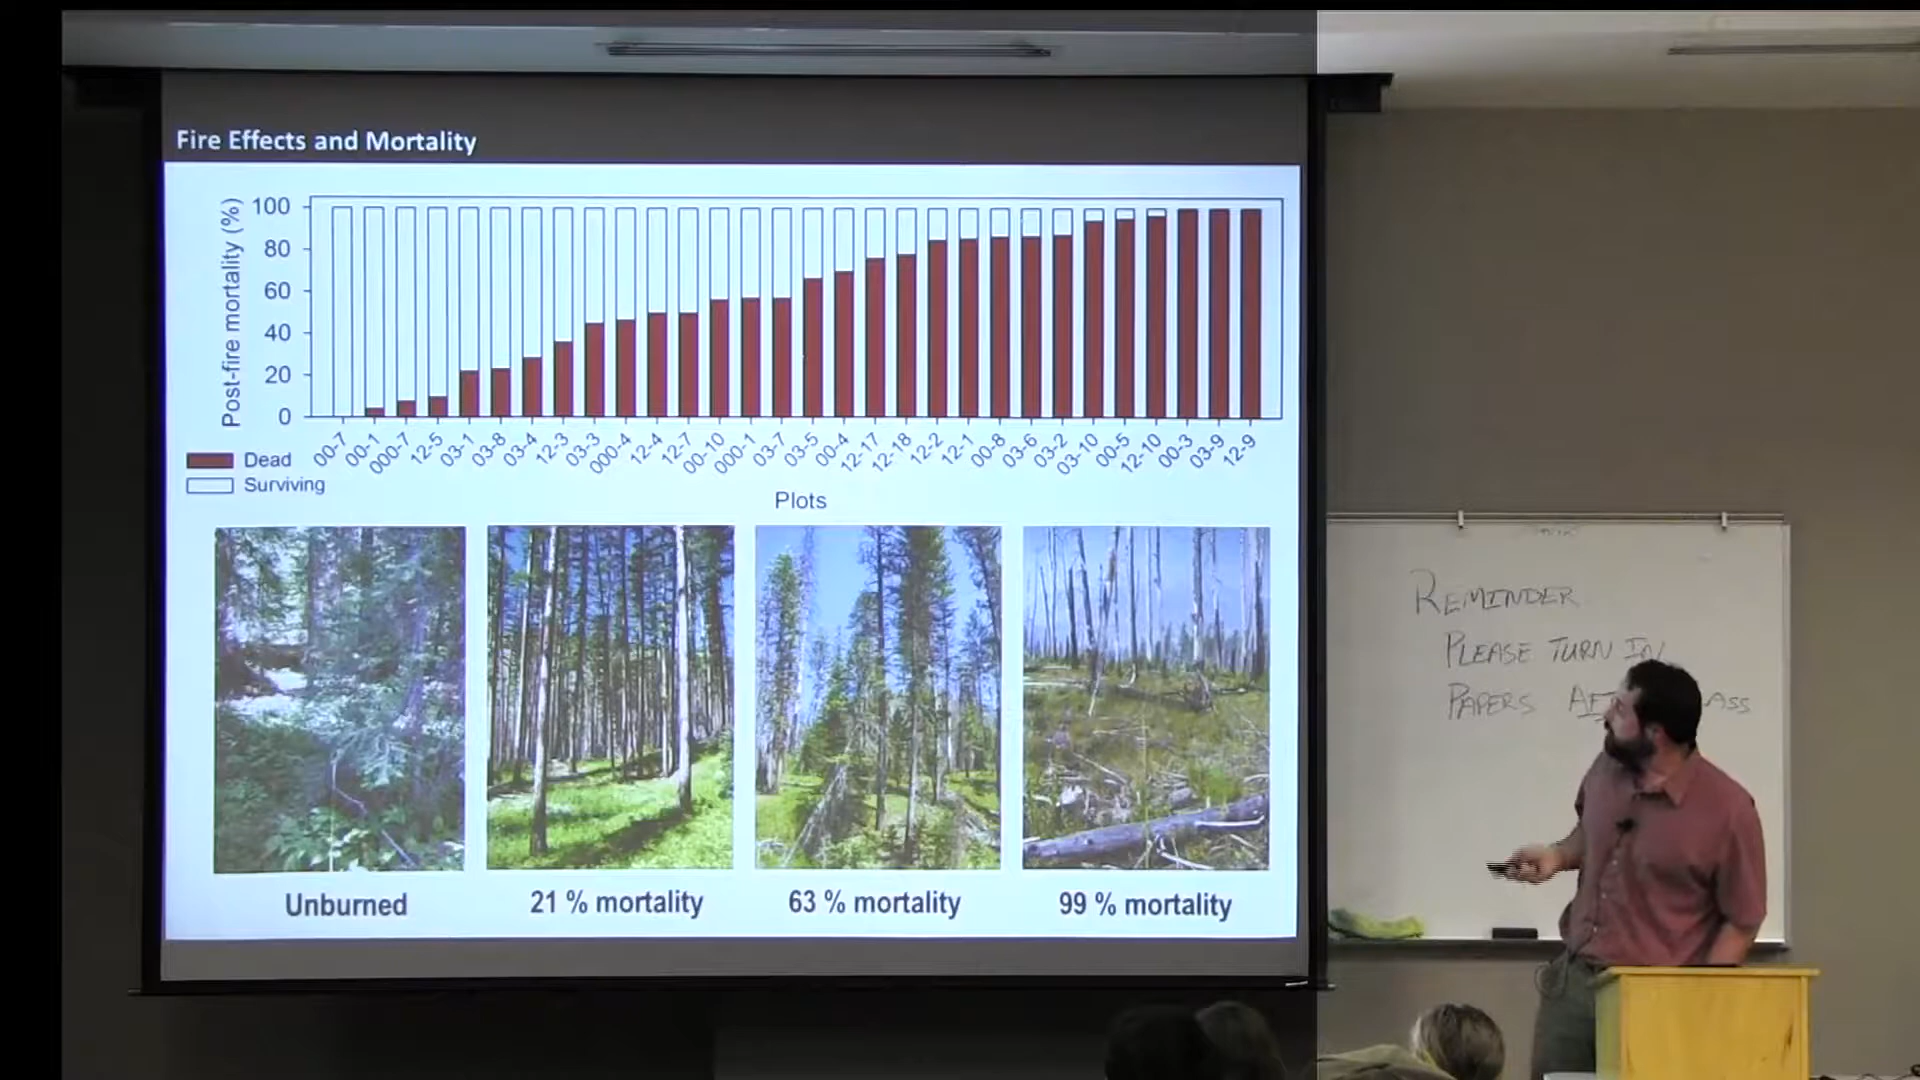 Fire Effects and Mortality
Post-fire mortality (%)
100
80
60
40
20
0
00-7 00-1 000-7 12-5 03-1 03-8 03-4 12-3 03-3 000-4 12-4 12-7 00-10 000-1 03-7 03-5 00-4 12-17 12-18 12-2 12-1 00-8 03-6 03-2 03-10 00-5 12-10 00-3 03-9 12-9
Dead
Surviving
Plots
Unburned
21 % mortality
63 % mortality
99 % mortality
REMINDER
PLEASE TURN IN
PAPERS